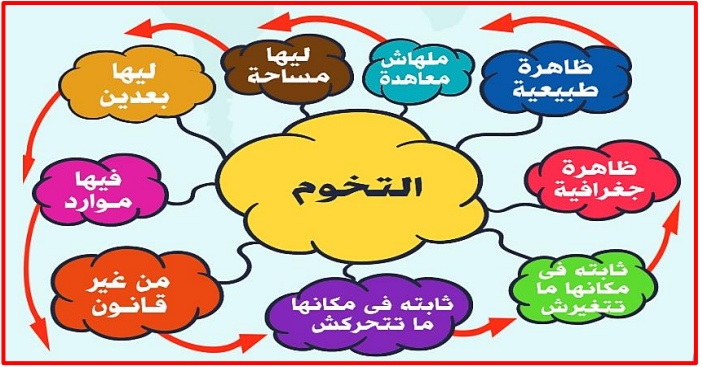 التخوم
ظاهرة
طبيعية
ملهاش
معاهدة
ليها
مساحة
ليها
بعدين
فيها
موارد
من غير
قانون
ثابته فى مكانها
ما تتحركش
ثابته فى
مكانها ما
تتغيرش
ظاهرة
جغرافية